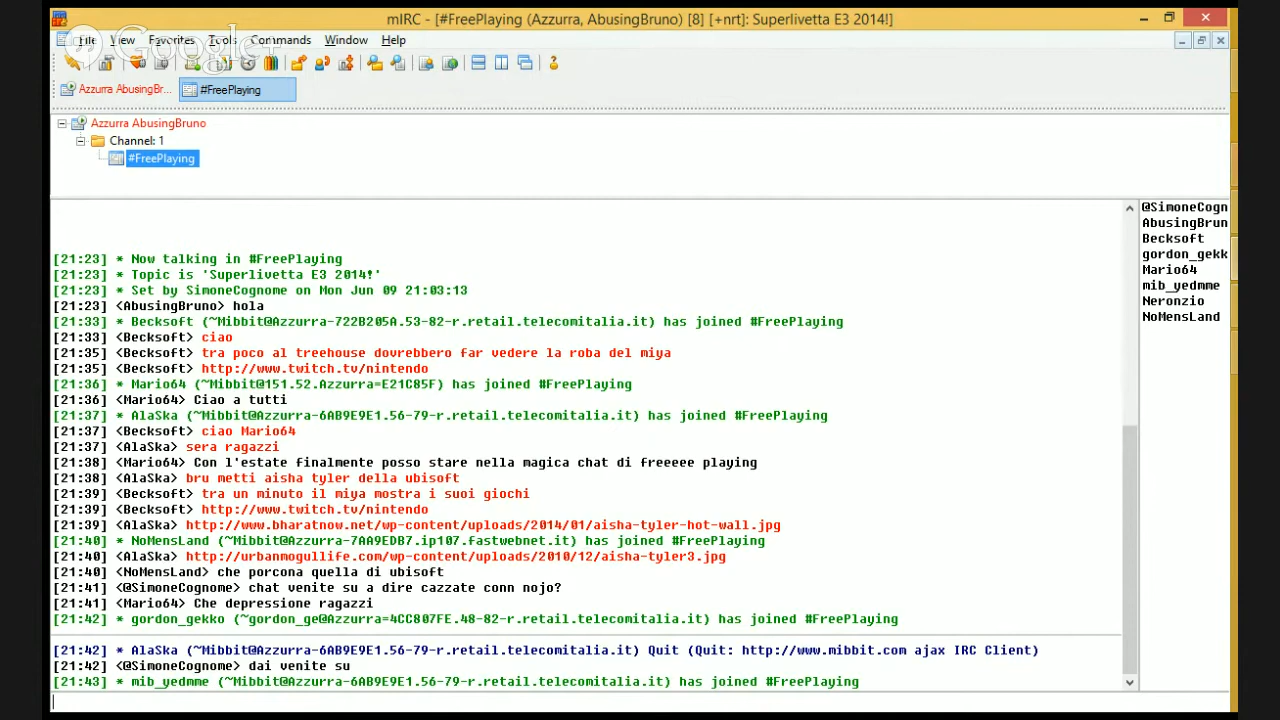 mIRC - [#FreePlaying (Azzurra, AbusingBruno) [8] [+nrt]: Superlivetta E3 2014!]
File View Favorites Tools Commands Window Help
Google+
Azzurra AbusingBr... #FreePlaying
Azzurra AbusingBruno
Channel: 1
#FreePlaying
[21:23] * Now talking in #FreePlaying
[21:23] * Topic is 'Superlivetta E3 2014!'
[21:23] * Set by SimoneCognome on Mon Jun 09 21:03:13
[21:23] <AbusingBruno> hola
[21:33] * Becksoft (~Mibbit@Azzurra-722B205A.53-82-r.retail.telecomitalia.it) has joined #FreePlaying
[21:33] <Becksoft> ciao
[21:35] <Becksoft> tra poco al treehouse dovrebbero far vedere la roba del miya
[21:35] <Becksoft> http://www.twitch.tv/nintendo
[21:36] * Mario64 (~Mibbit@151.52.Azzurra=E21C85F) has joined #FreePlaying
[21:36] <Mario64> Ciao a tutti
[21:37] * AlaSka (~Mibbit@Azzurra-6AB9E9E1.56-79-r.retail.telecomitalia.it) has joined #FreePlaying
[21:37] <Becksoft> ciao Mario64
[21:37] <AlaSka> sera ragazzi
[21:38] <Mario64> Con l'estate finalmente posso stare nella magica chat di freeeee playing
[21:38] <AlaSka> bru metti aisha tyler della ubisoft
[21:39] <Becksoft> tra un minuto il miya mostra i suoi giochi
[21:39] <Becksoft> http://www.twitch.tv/nintendo
[21:39] <AlaSka> http://www.bharatnow.net/wp-content/uploads/2014/01/aisha-tyler-hot-wall.jpg
[21:40] * NoMensLand (~Mibbit@Azzurra-7AA9EDB7.ip107.fastwebnet.it) has joined #FreePlaying
[21:40] <AlaSka> http://urbanmogullife.com/wp-content/uploads/2010/12/aisha-tyler3.jpg
[21:40] <NoMensLand> che porcona quella di ubisoft
[21:41] <@SimoneCognome> chat venite su a dire cazzate conn nojo?
[21:41] <Mario64> Che depressione ragazzi
[21:42] * gordon_gekko (~gordon_ge@Azzurra=4CC807FE.48-82-r.retail.telecomitalia.it) has joined #FreePlaying
[21:42] * AlaSka (~Mibbit@Azzurra-6AB9E9E1.56-79-r.retail.telecomitalia.it) Quit (Quit: http://www.mibbit.com ajax IRC Client)
[21:42] <@SimoneCognome> dai venite su
[21:43] * mib_yedmme (~Mibbit@Azzurra-6AB9E9E1.56-79-r.retail.telecomitalia.it) has joined #FreePlaying
@SimoneCogn
AbusingBrun
Becksoft
gordon_gekk
Mario64
mib_yedmme
Neronzio
NoMensLand